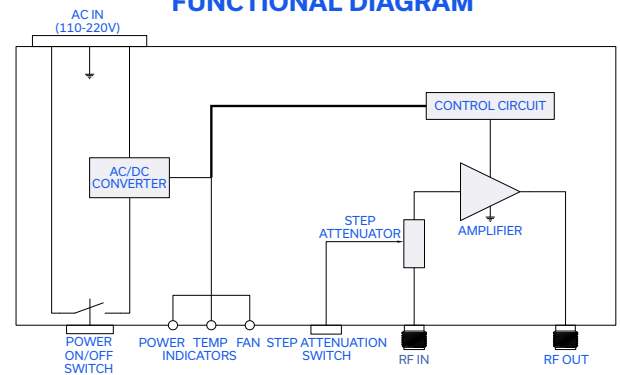 FUNCTIONAL DIAGRAM
AC IN
(110-220V)
CONTROL CIRCUIT
AC/DC
CONVERTER
STEP
ATTENUATOR
AMPLIFIER
POWER
ON/OFF
SWITCH
POWER TEMP FAN
INDICATORS
STEP ATTENUATION
SWITCH
RF IN
RF OUT